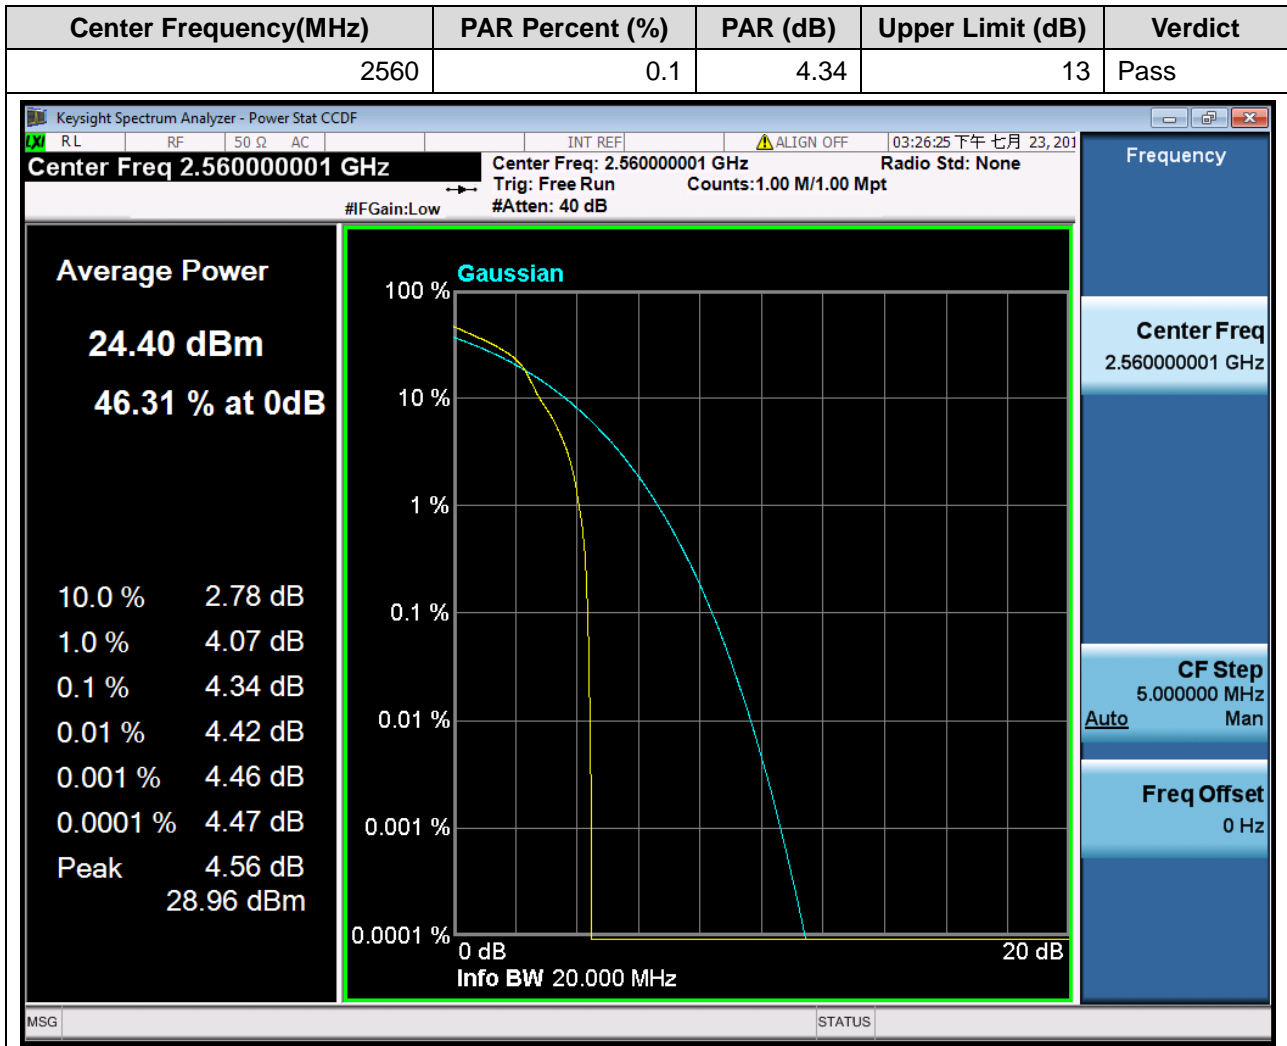 Center Frequency(MHz) PAR Percent (%) PAR (dB) Upper Limit (dB) Verdict
2560 0.1 4.34 13 Pass
Keysight Spectrum Analyzer - Power Stat CCDF
LXI RL RF 50 Ω AC INT REF ALIGN OFF 03:26:25 下午 七月 23, 201
Center Freq 2.560000001 GHz
Center Freq: 2.560000001 GHz Radio Std: None
Trig: Free Run Counts:1.00 M/1.00 Mpt
#IFGain:Low #Atten: 40 dB
Average Power
24.40 dBm
46.31 % at 0dB
10.0 % 2.78 dB
1.0 % 4.07 dB
0.1 % 4.34 dB
0.01 % 4.42 dB
0.001 % 4.46 dB
0.0001 % 4.47 dB
Peak 4.56 dB
28.96 dBm
Gaussian
100 %
10 %
1 %
0.1 %
0.01 %
0.001 %
0.0001 %
0 dB 20 dB
Info BW 20.000 MHz
Frequency
Center Freq
2.560000001 GHz
CF Step
5.000000 MHz
Auto Man
Freq Offset
0 Hz
MSG STATUS